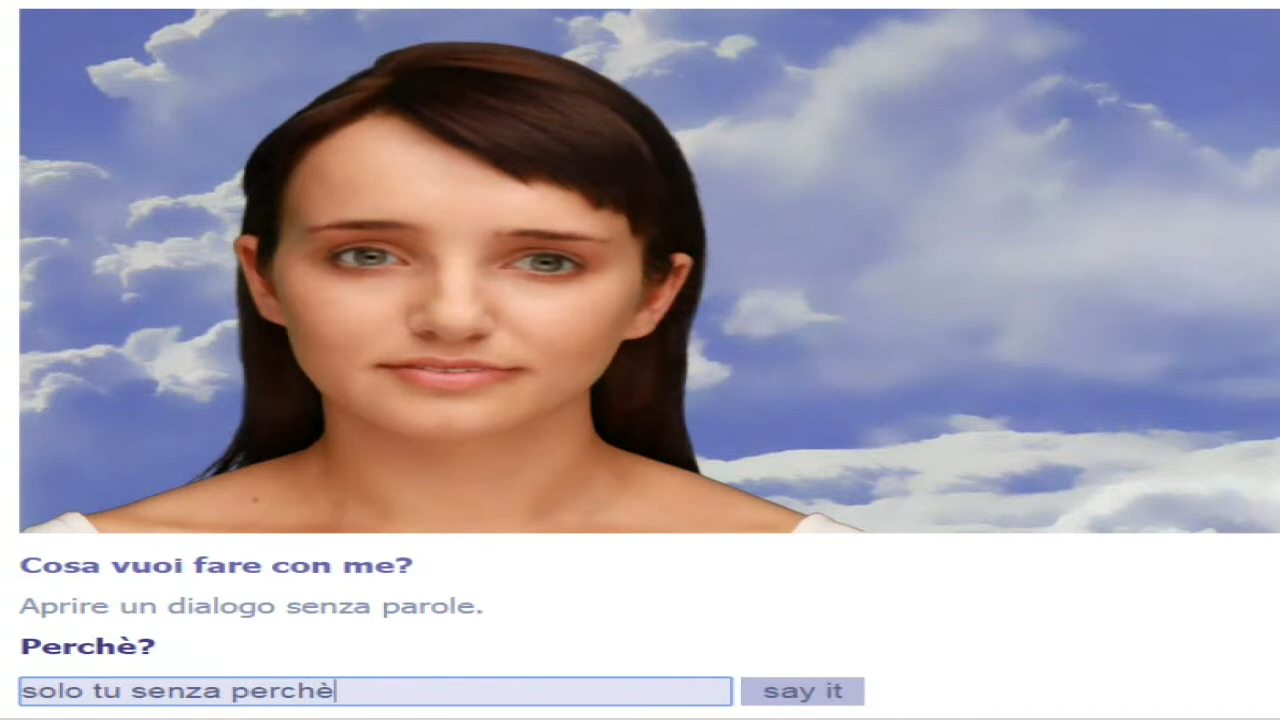 Cosa vuoi fare con me?
Aprire un dialogo senza parole.
Perchè?
solo tu senza perchè
say it